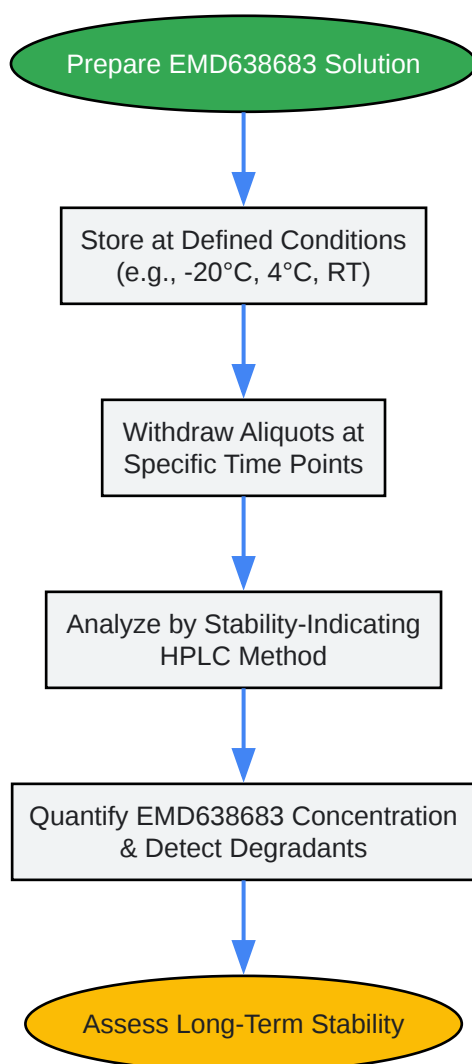 Prepare EMD638683 Solution
Store at Defined Conditions
(e.g., -20°C, 4°C, RT)
Withdraw Aliquots at
Specific Time Points
Analyze by Stability-Indicating
HPLC Method
Quantify EMD638683 Concentration
& Detect Degradants
Assess Long-Term Stability